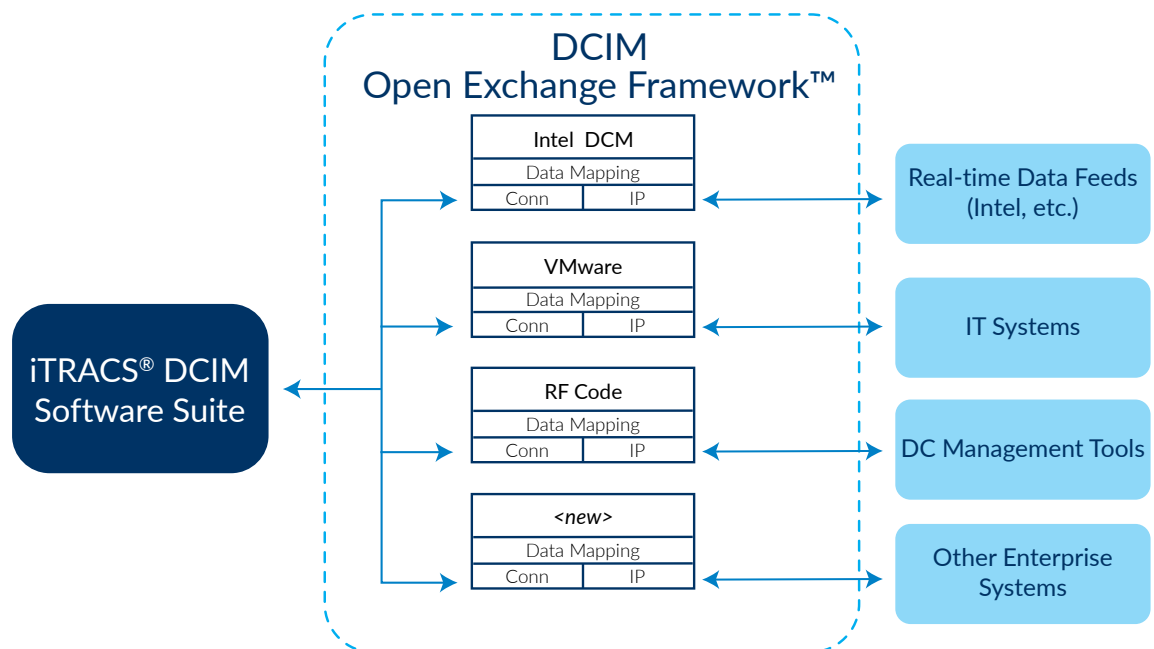 DCIM
Open Exchange Framework™
Intel DCM
Data Mapping
Conn IP
Real-time Data Feeds
(Intel, etc.)
VMware
Data Mapping
Conn IP
IT Systems
iTRACS® DCIM
Software Suite
RF Code
Data Mapping
Conn IP
DC Management Tools
<new>
Data Mapping
Conn IP
Other Enterprise
Systems